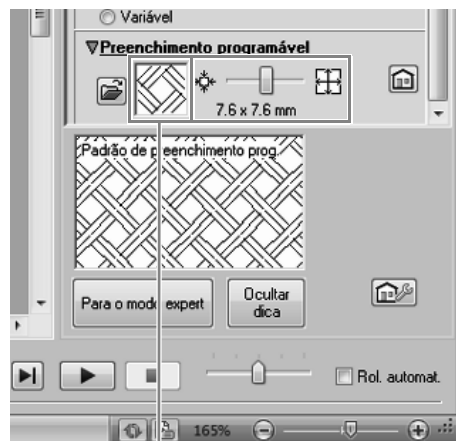 Variável
Preenchimento programável
7.6 x 7.6 mm
Padrão de preenchimento prog.
Para o modo expert
Ocultar
dica
Rol. automat.
165%